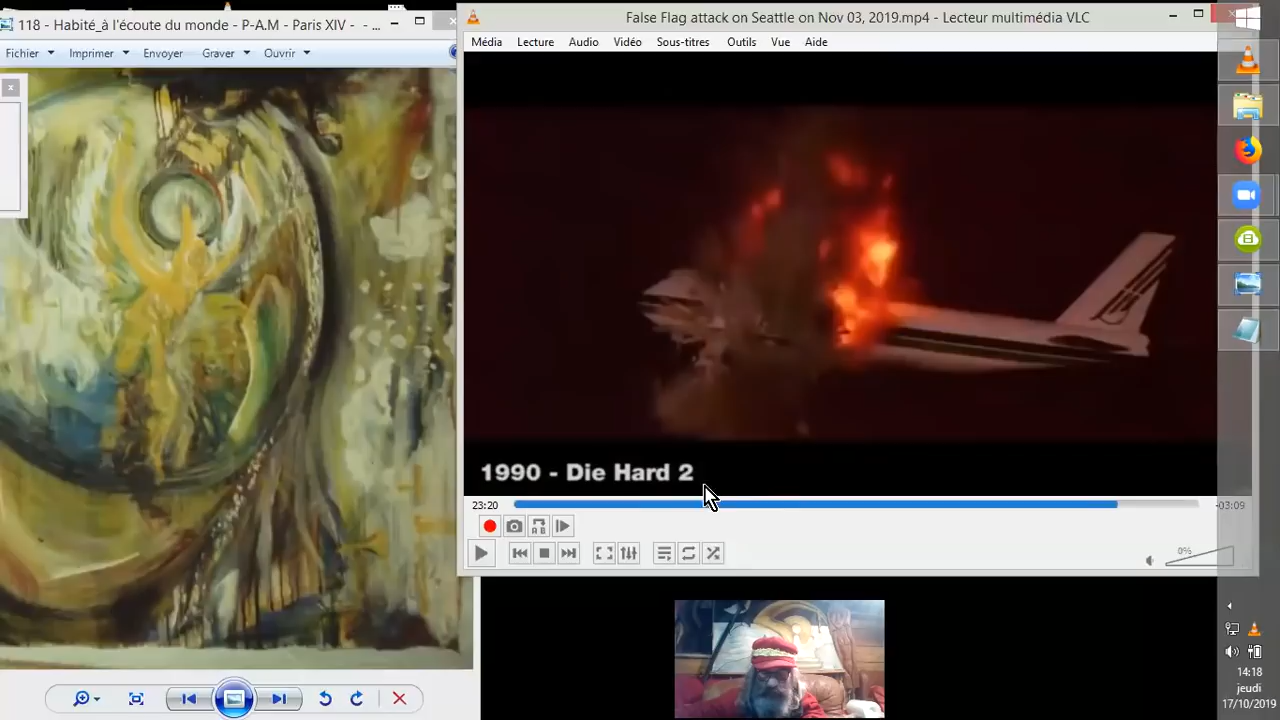 118 - Habité_à l'écoute du monde - P-A-M - Paris XIV - - ...
Fichier Imprimer Envoyer Graver Ouvrir
False Flag attack on Seattle on Nov 03, 2019.mp4 - Lecteur multimédia VLC
Média Lecture Audio Vidéo Sous-titres Outils Vue Aide
1990 - Die Hard 2
23:20 -03:09
0%
14:18
jeudi
17/10/2019